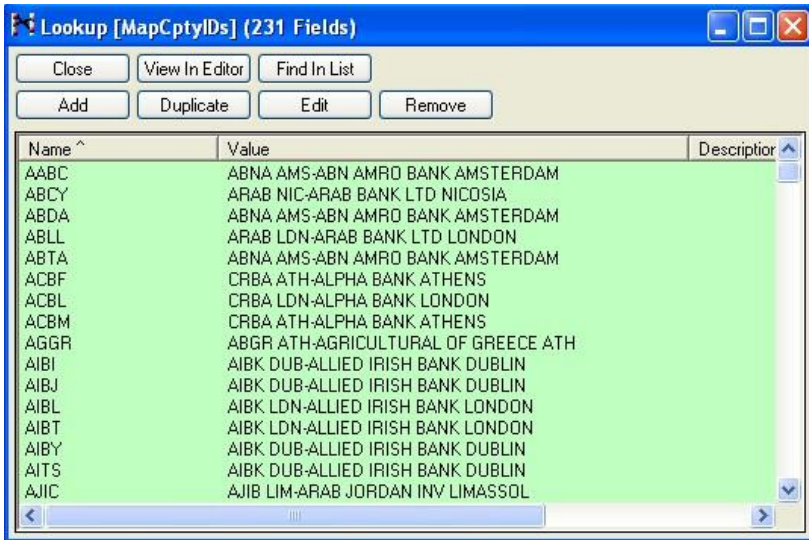 Lookup [MapCptyIDs] (231 Fields)
Close View In Editor Find In List
Add Duplicate Edit Remove
Name ^ Value Description
AABC ABNA AMS-ABN AMRO BANK AMSTERDAM
ABCY ARAB NIC-ARAB BANK LTD NICOSIA
ABDA ABNA AMS-ABN AMRO BANK AMSTERDAM
ABLL ARAB LDN-ARAB BANK LTD LONDON
ABTA ABNA AMS-ABN AMRO BANK AMSTERDAM
ACBF CRBA ATH-ALPHA BANK ATHENS
ACBL CRBA LDN-ALPHA BANK LONDON
ACBM CRBA ATH-ALPHA BANK ATHENS
AGGR ABGR ATH-AGRICULTURAL OF GREECE ATH
AIBI AIBK DUB-ALLIED IRISH BANK DUBLIN
AIBJ AIBK DUB-ALLIED IRISH BANK DUBLIN
AIBL AIBK LDN-ALLIED IRISH BANK LONDON
AIBT AIBK LDN-ALLIED IRISH BANK LONDON
AIBY AIBK DUB-ALLIED IRISH BANK DUBLIN
AITS AIBK DUB-ALLIED IRISH BANK DUBLIN
AJIC AJIB LIM-ARAB JORDAN INV LIMASSOL